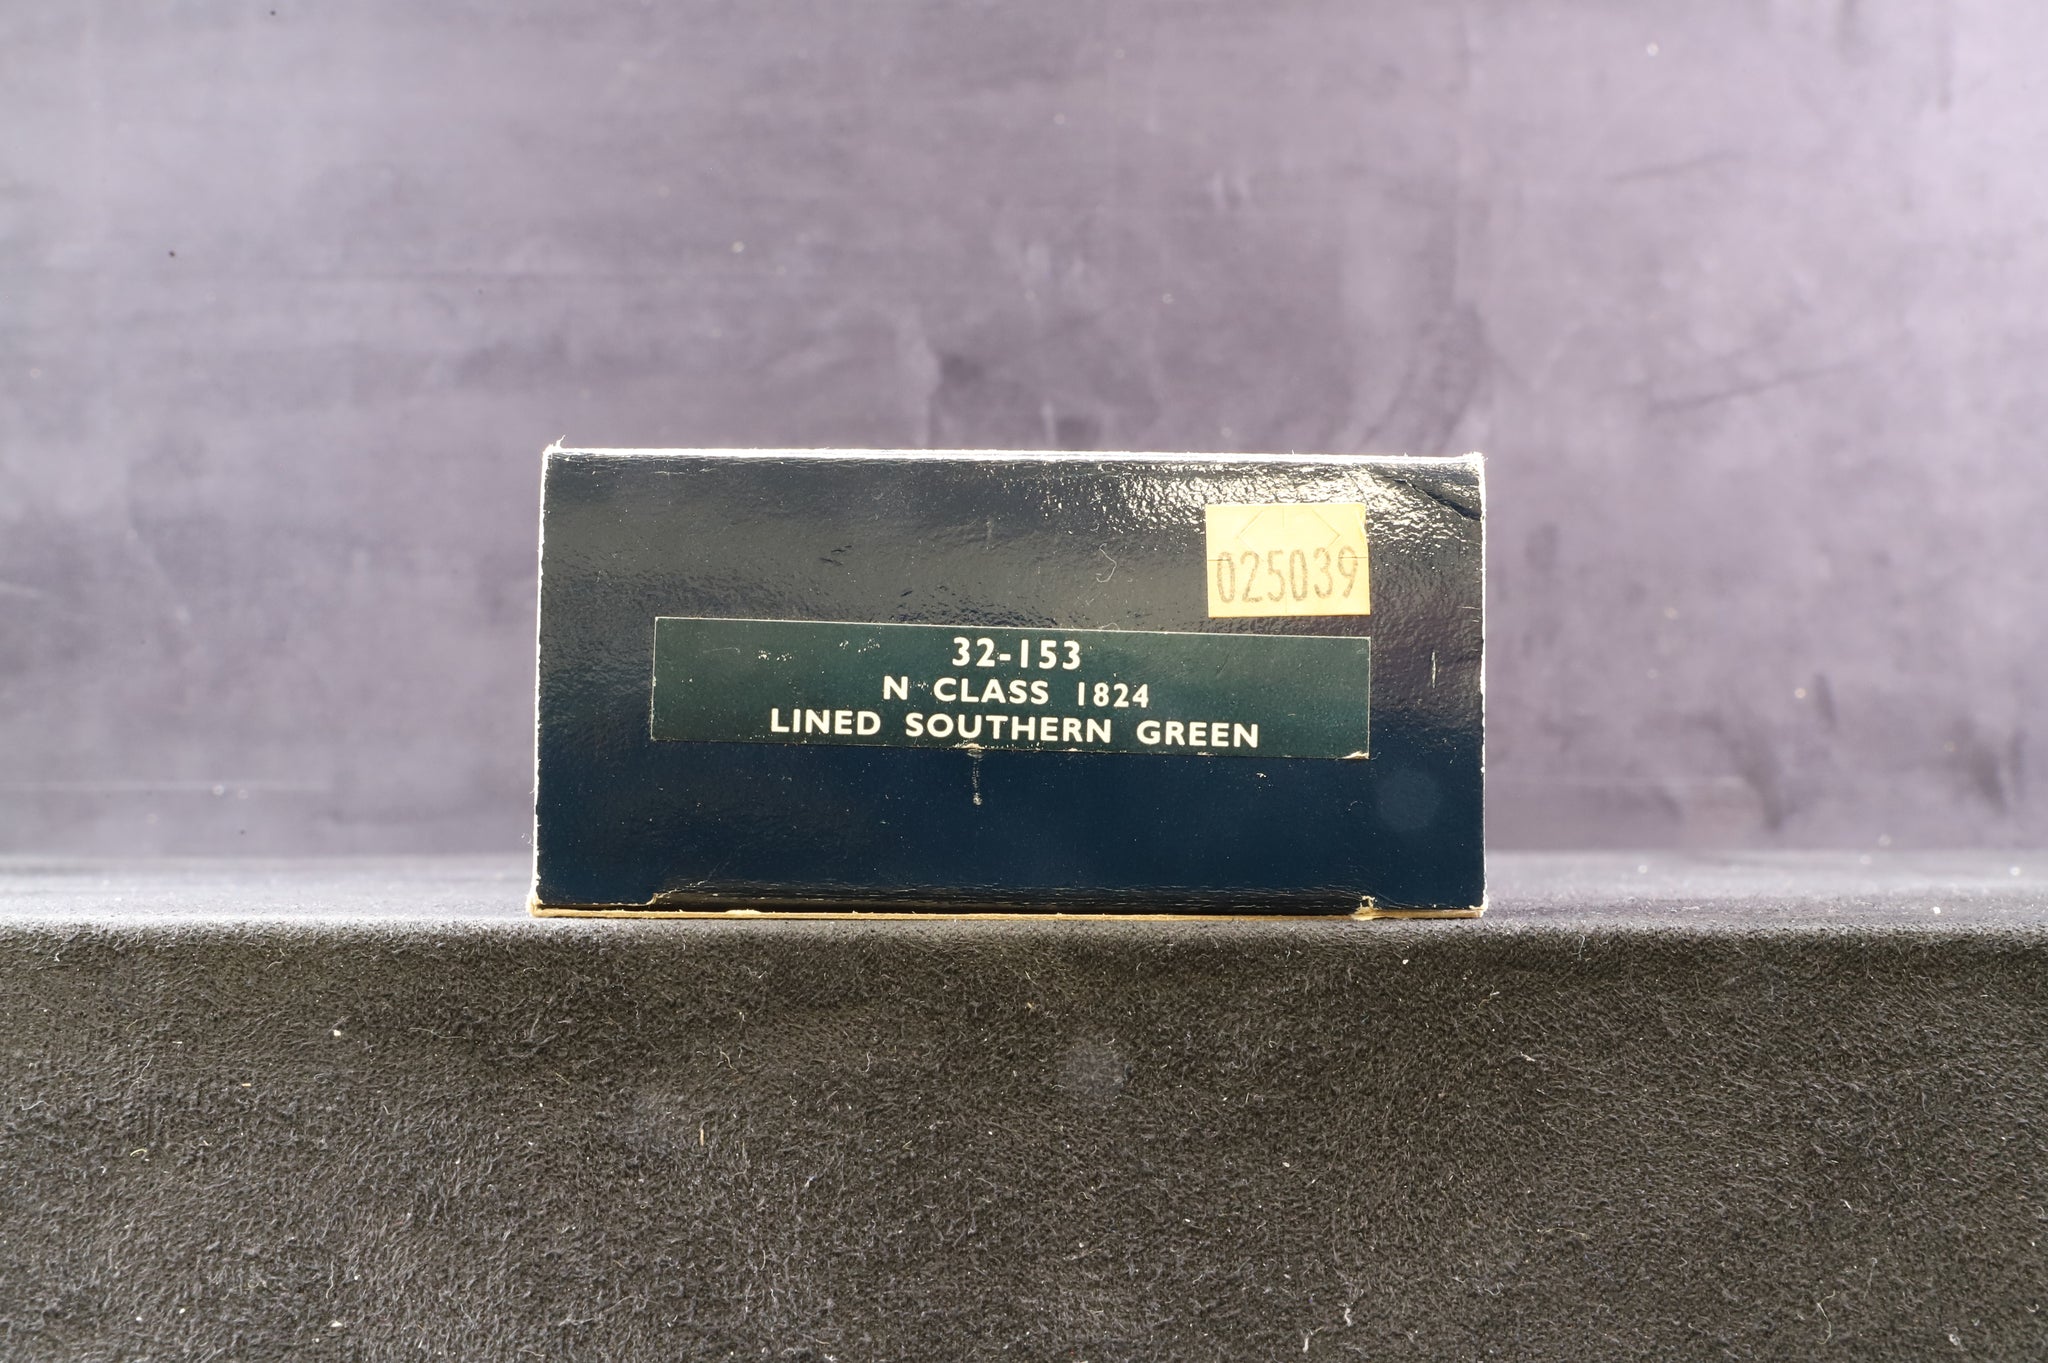 025039
32-153
N CLASS 1824
LINED SOUTHERN GREEN